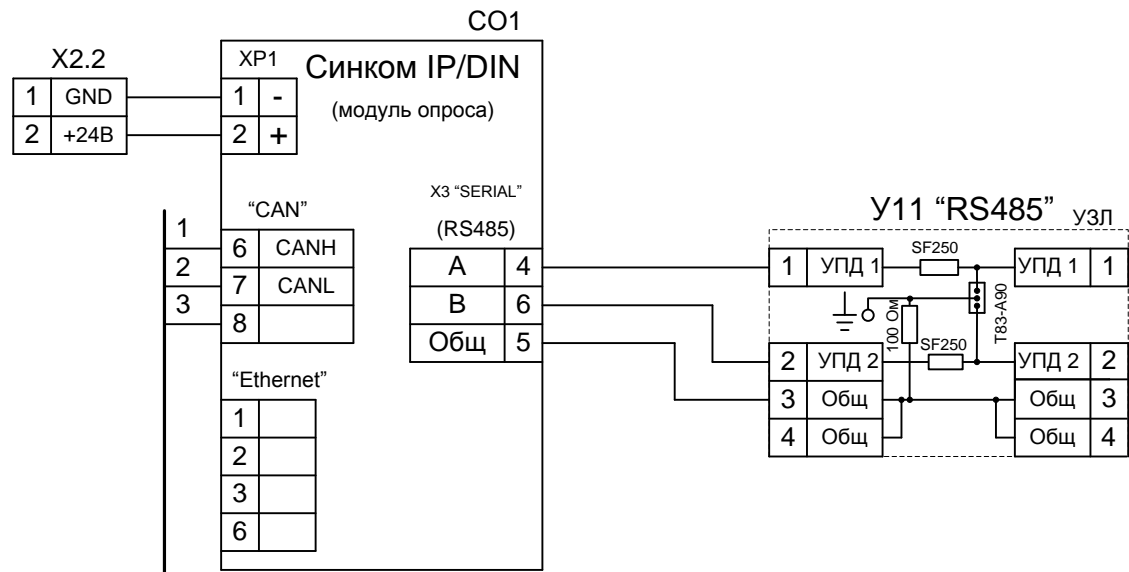 CO1
X2.2
1 GND
2 +24В
XP1
1 -
2 +
Синком IP/DIN
(модуль опроса)
1
2
3
“CAN”
6 CANH
7 CANL
8
X3 “SERIAL”
(RS485)
A 4
B 6
Общ 5
“Ethernet”
1
2
3
6
У11 “RS485”
УЗЛ
1 УПД 1
SF250
УПД 1 1
T83-A90
100 Ом
SF250
2 УПД 2
УПД 2 2
3 Общ
Общ 3
4 Общ
Общ 4